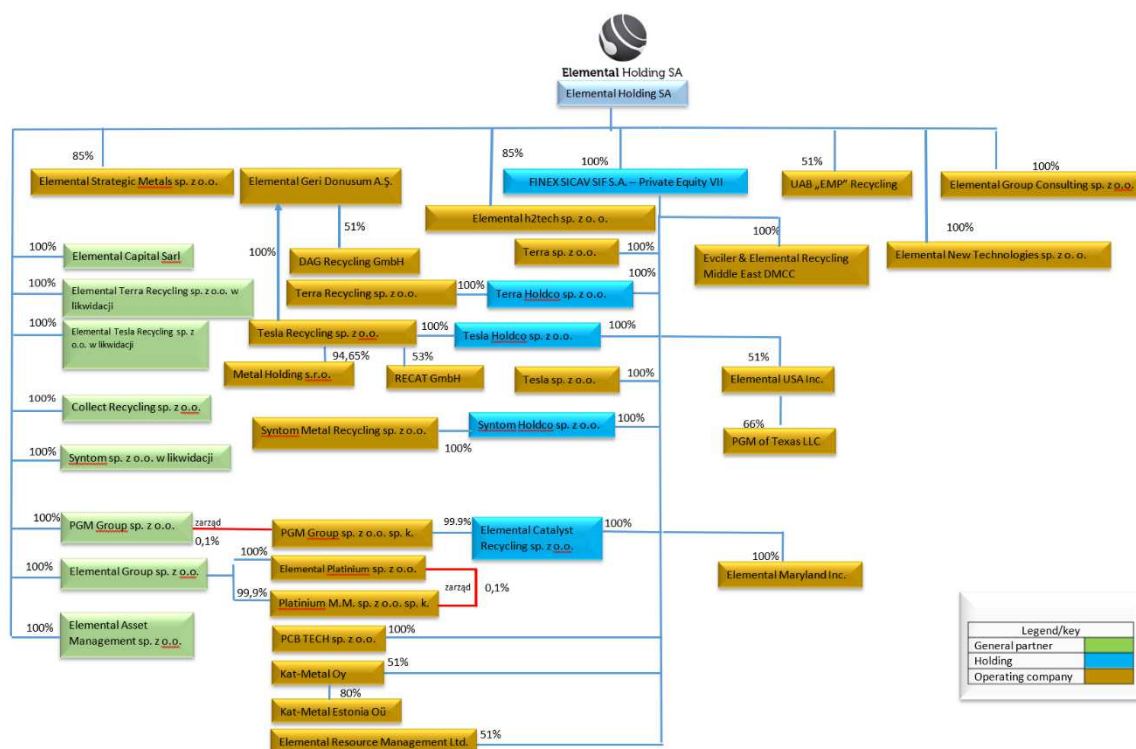 Elemental Holding SA
Elemental Holding SA
85%
Elemental Strategic Metals sp. z o.o.
Elemental Geri Donusum A.Ş.
85%
100%
FINEX SICAV SIF S.A. – Private Equity VII
51%
UAB „EMP” Recycling
100%
Elemental Group Consulting sp. z o.o.
Elemental h2tech sp. z o. o.
100%
Elemental Capital Sarl
100%
51%
DAG Recycling GmbH
Terra sp. z o.o.
100%
100%
Evciler & Elemental Recycling
Middle East DMCC
100%
Elemental New Technologies sp. z o.o.
100%
Elemental Terra Recycling sp. z o.o. w
likwidacji
Terra Recycling sp. z o.o.
100%
Terra Holdco sp. z o.o.
100%
100%
Elemental Tesla Recycling sp. z
o.o. w likwidacji
Tesla Recycling sp. z o.o.
100%
Tesla Holdco sp. z o.o.
100%
94,65%
53%
Metal Holding s.r.o.
RECAT GmbH
Tesla sp. z o.o.
100%
51%
Elemental USA Inc.
100%
Collect Recycling sp. z o.o.
Syntom Metal Recycling sp. z o.o.
100%
Syntom Holdco sp. z o.o.
100%
66%
PGM of Texas LLC
100%
Syntom sp. z o.o. w likwidacji
100%
PGM Group sp. z o.o.
zarząd
0,1%
PGM Group sp. z o.o. sp. k.
99.9%
Elemental Catalyst
Recycling sp. z o.o.
100%
100%
Elemental Maryland Inc.
100%
Elemental Group sp. z o.o.
100%
Elemental Platinium sp. z o.o.
zarząd
0,1%
99,9%
Platinium M.M. sp. z o.o. sp. k.
100%
Elemental Asset
Management sp. z o.o.
PCB TECH sp. z o.o.
100%
Kat-Metal Oy
51%
80%
Kat-Metal Estonia Oü
Elemental Resource Management Ltd.
51%
Legend/key
General partner
Holding
Operating company